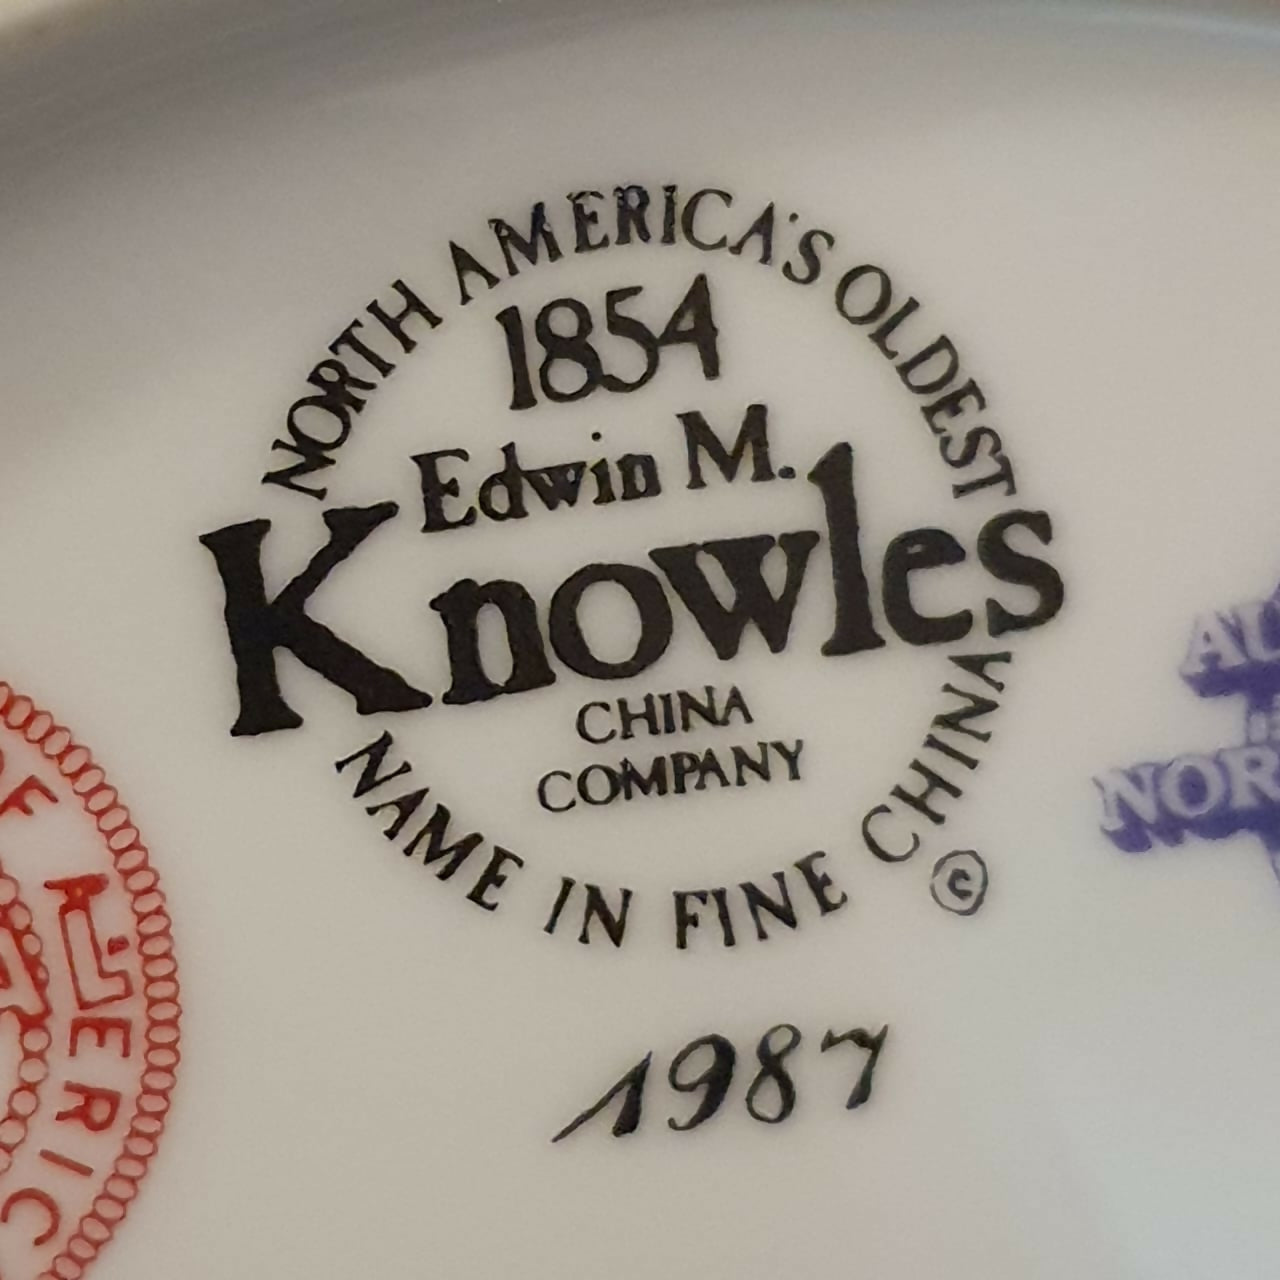 NORTH AMERICA'S OLDEST
1854
Edwin M.
Knowles
CHINA
COMPANY
NAME IN FINE CHINA ©
1987